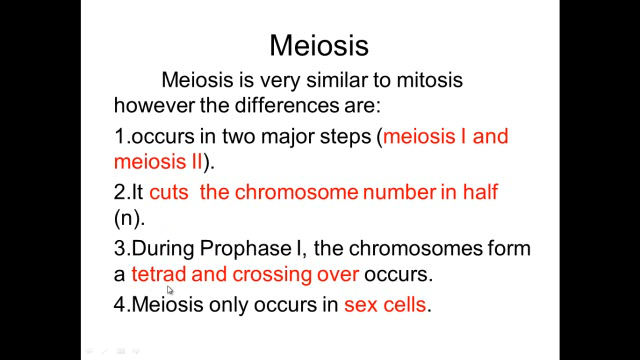 Meiosis
Meiosis is very similar to mitosis
however the differences are:
1.occurs in two major steps (meiosis I and
meiosis II).
2.It cuts  the chromosome number in half
(n).
3.During Prophase I, the chromosomes form
a tetrad and crossing over occurs.
4.Meiosis only occurs in sex cells.